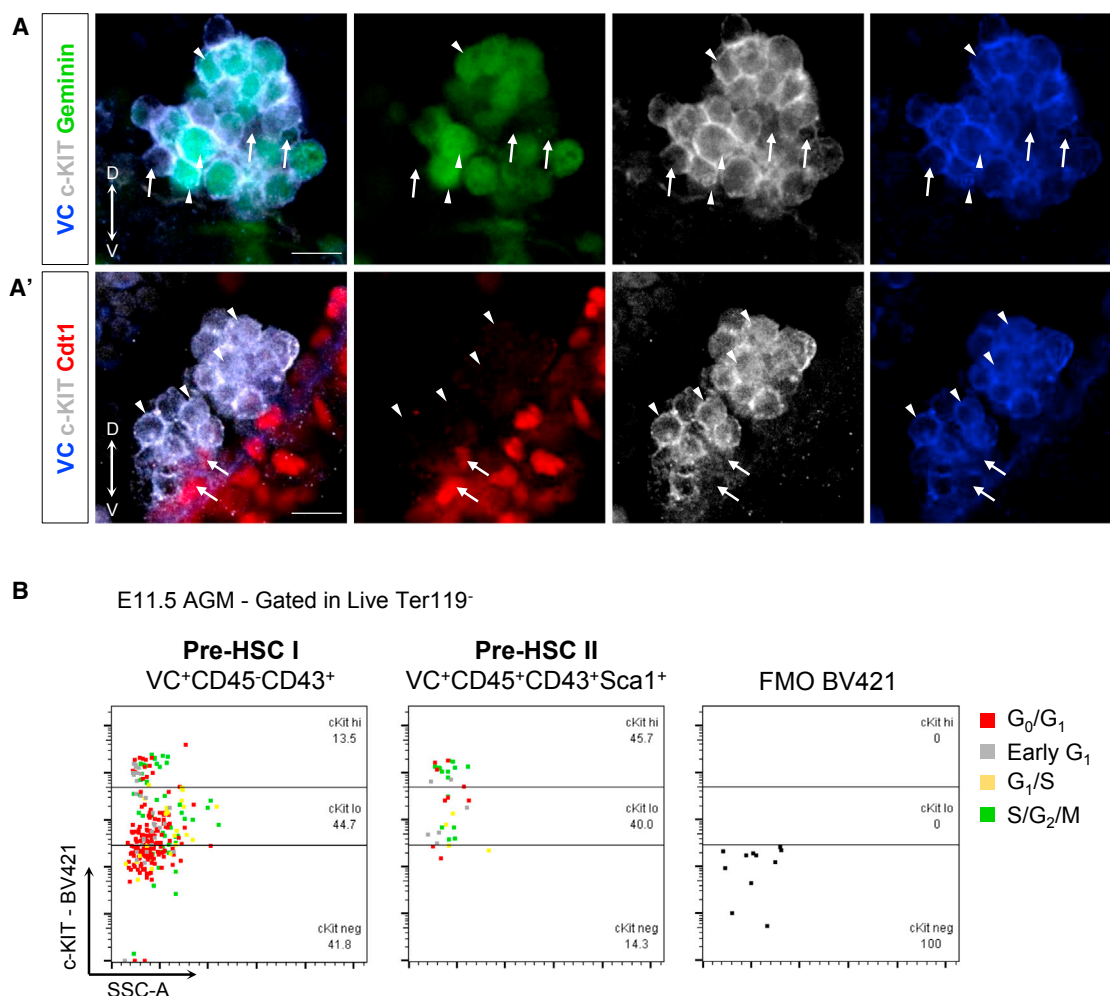 A
VC c-KIT Geminin
D
V
A'
VC c-KIT Cdt1
D
V
B
E11.5 AGM - Gated in Live Ter119-
Pre-HSC I
VC+CD45-CD43+
Pre-HSC II
VC+CD45+CD43+Sca1+
FMO BV421
cKit hi
13.5
cKit lo
44.7
cKit neg
41.8
cKit hi
45.7
cKit lo
40.0
cKit neg
14.3
cKit hi
0
cKit lo
0
cKit neg
100
G0/G1
Early G1
G1/S
S/G2/M
c-KIT - BV421
SSC-A